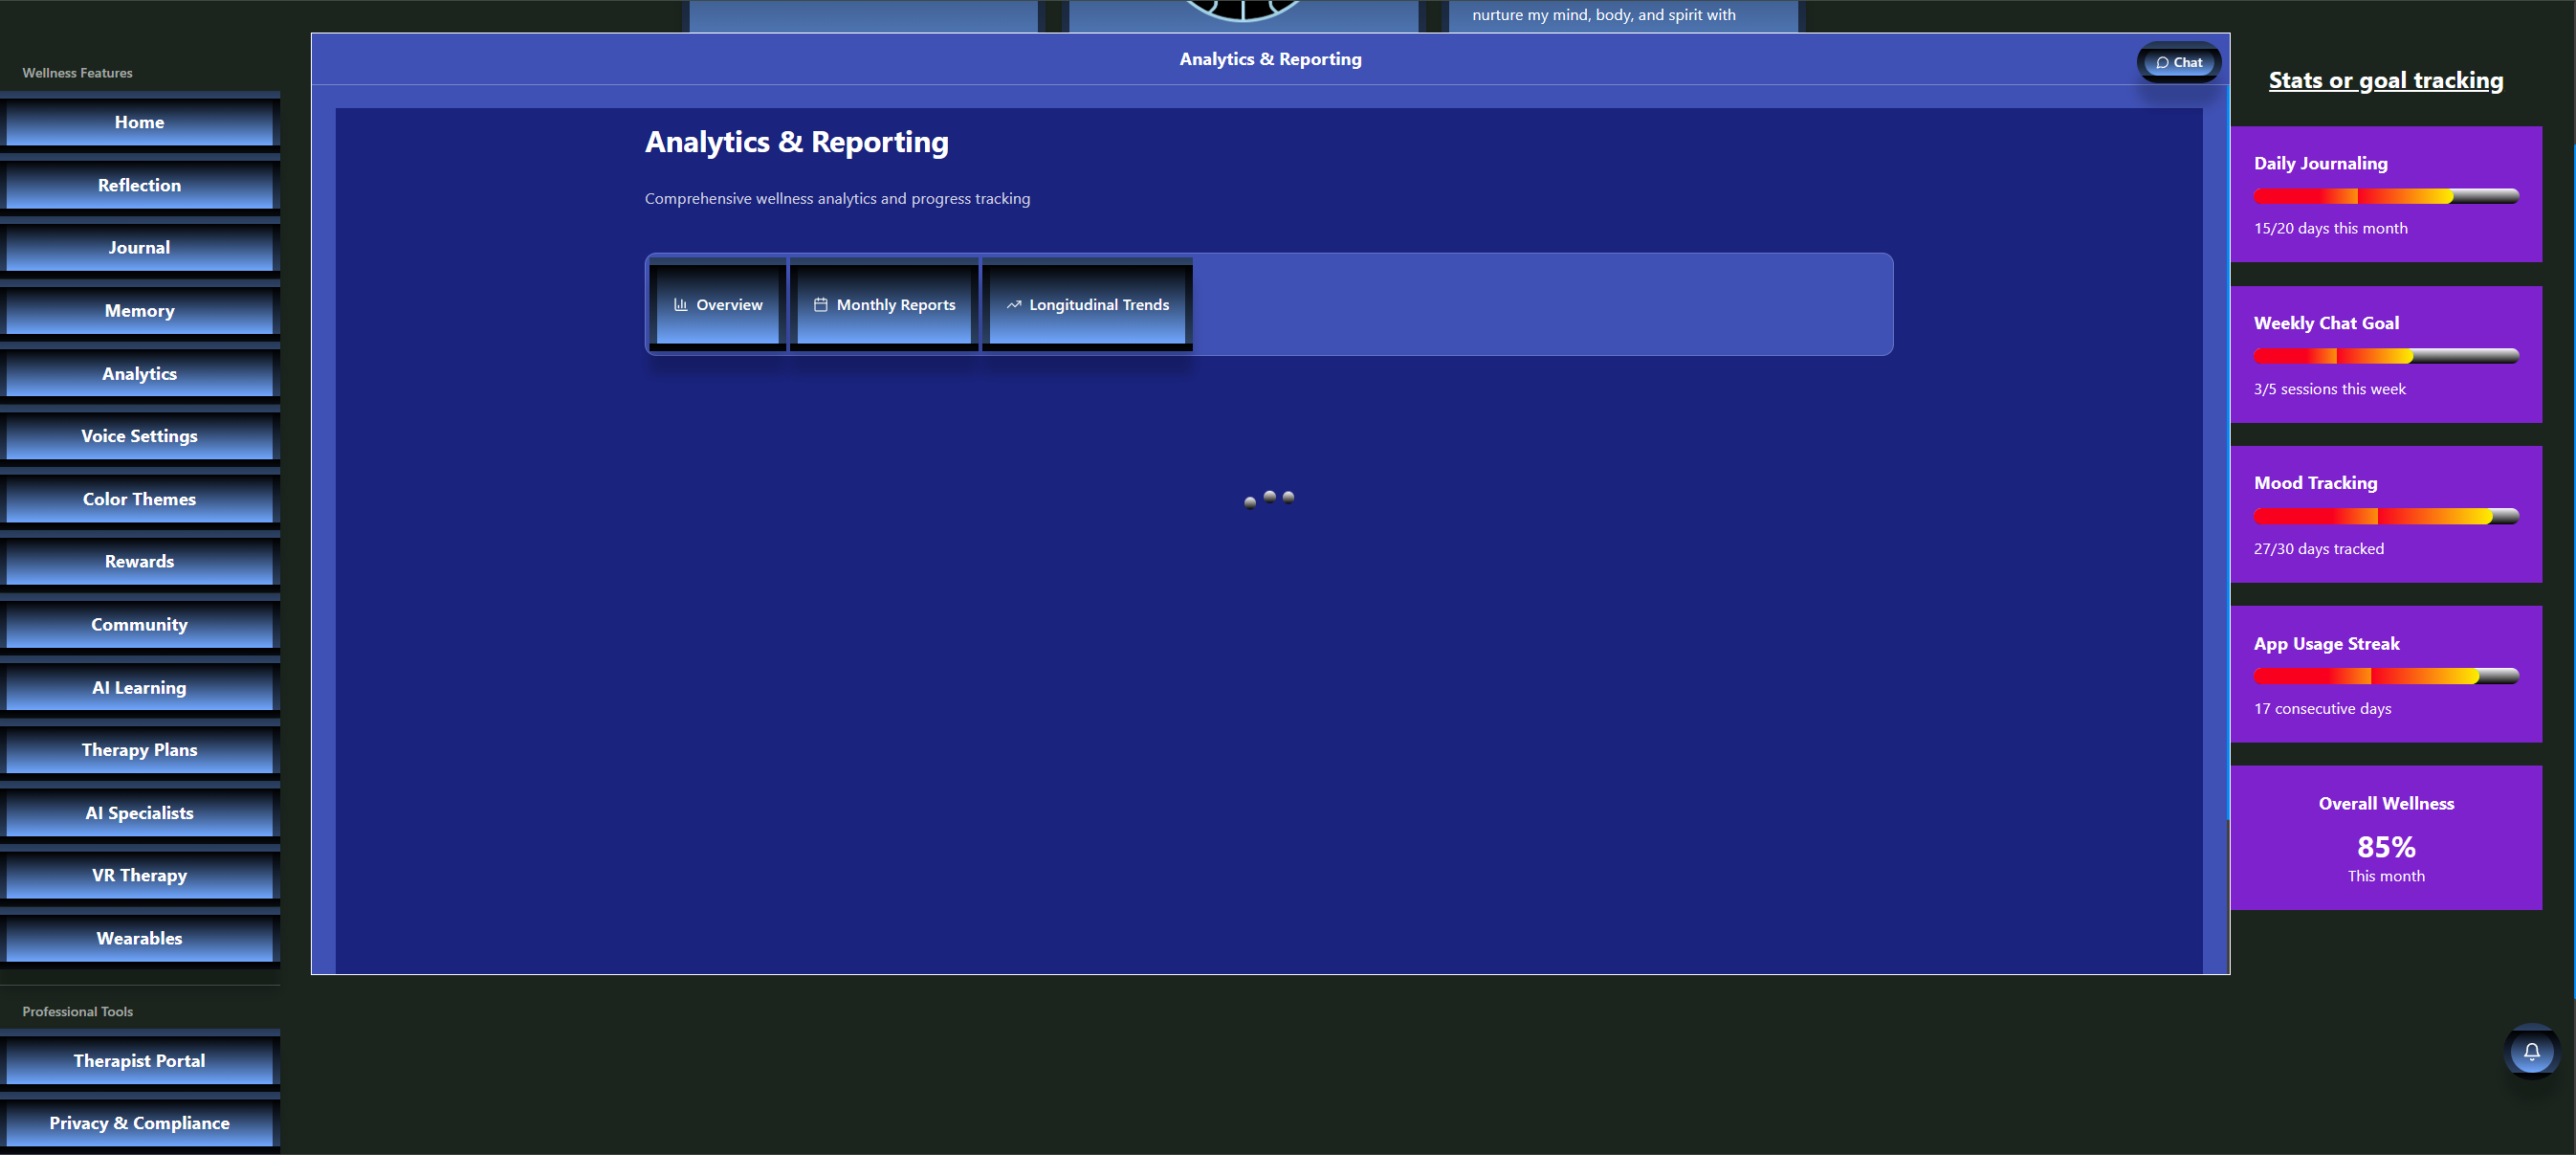 nurture my mind, body, and spirit with
Wellness Features
Home
Reflection
Journal
Memory
Analytics
Voice Settings
Color Themes
Rewards
Community
AI Learning
Therapy Plans
AI Specialists
VR Therapy
Wearables
Professional Tools
Therapist Portal
Privacy & Compliance
Analytics & Reporting
Chat
Analytics & Reporting
Comprehensive wellness analytics and progress tracking
Overview
Monthly Reports
Longitudinal Trends
Stats or goal tracking
Daily Journaling
15/20 days this month
Weekly Chat Goal
3/5 sessions this week
Mood Tracking
27/30 days tracked
App Usage Streak
17 consecutive days
Overall Wellness
85%
This month